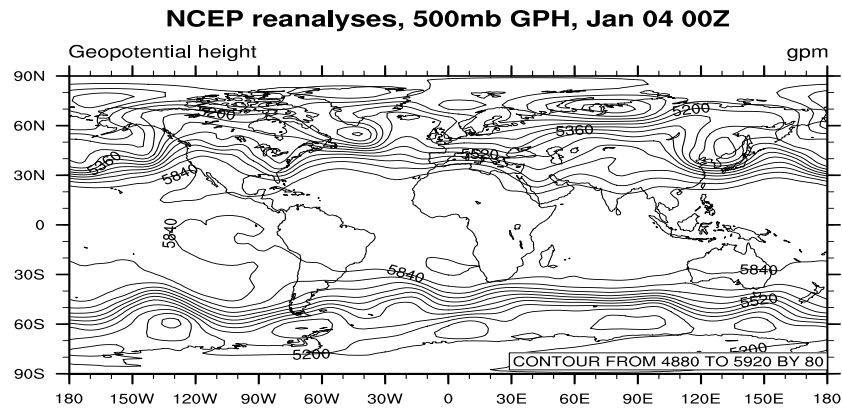 NCEP reanalyses, 500mb GPH, Jan 04 00Z
Geopotential height gpm
90N
5200 5200
60N
5360
5360 5520
30N
5840
0
5840
30S
5840 5840
5520
60S
5200 5200
CONTOUR FROM 4880 TO 5920 BY 80
90S
180 150W 120W 90W 60W 30W 0 30E 60E 90E 120E 150E 180